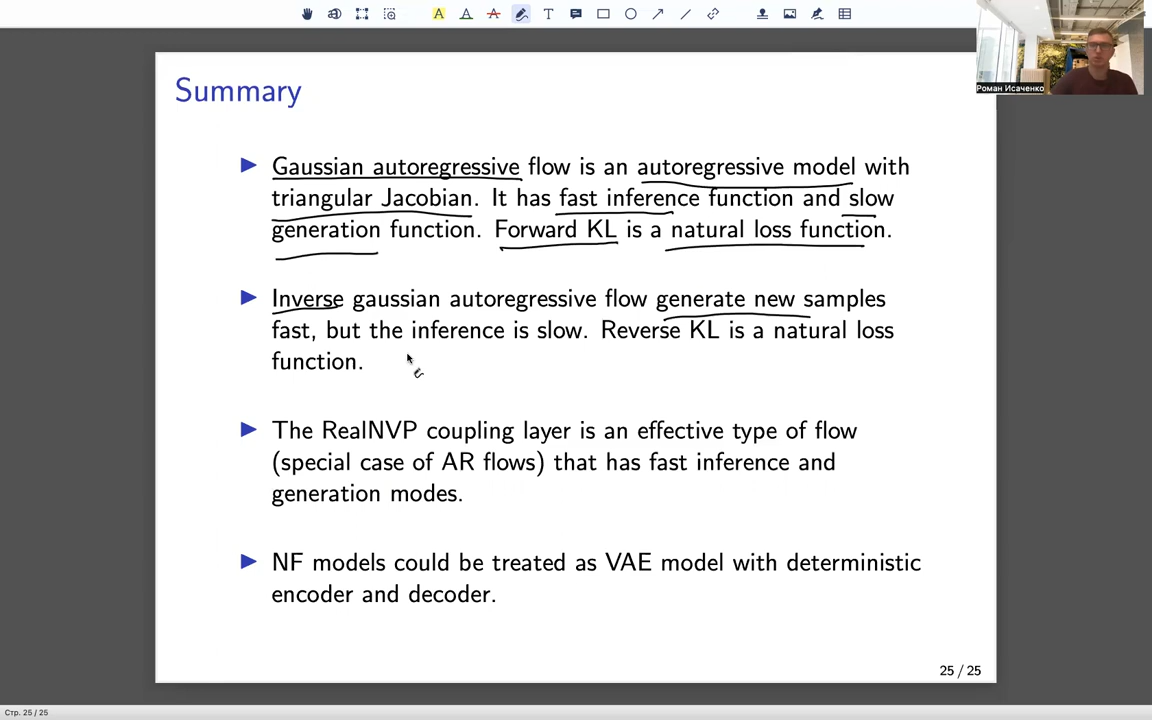 Роман Исаченко
Summary
Gaussian autoregressive flow is an autoregressive model with
triangular Jacobian. It has fast inference function and slow
generation function. Forward KL is a natural loss function.
Inverse gaussian autoregressive flow generate new samples
fast, but the inference is slow. Reverse KL is a natural loss
function.
The RealNVP coupling layer is an effective type of flow
(special case of AR flows) that has fast inference and
generation modes.
NF models could be treated as VAE model with deterministic
encoder and decoder.
25 / 25
Стр. 25 / 25